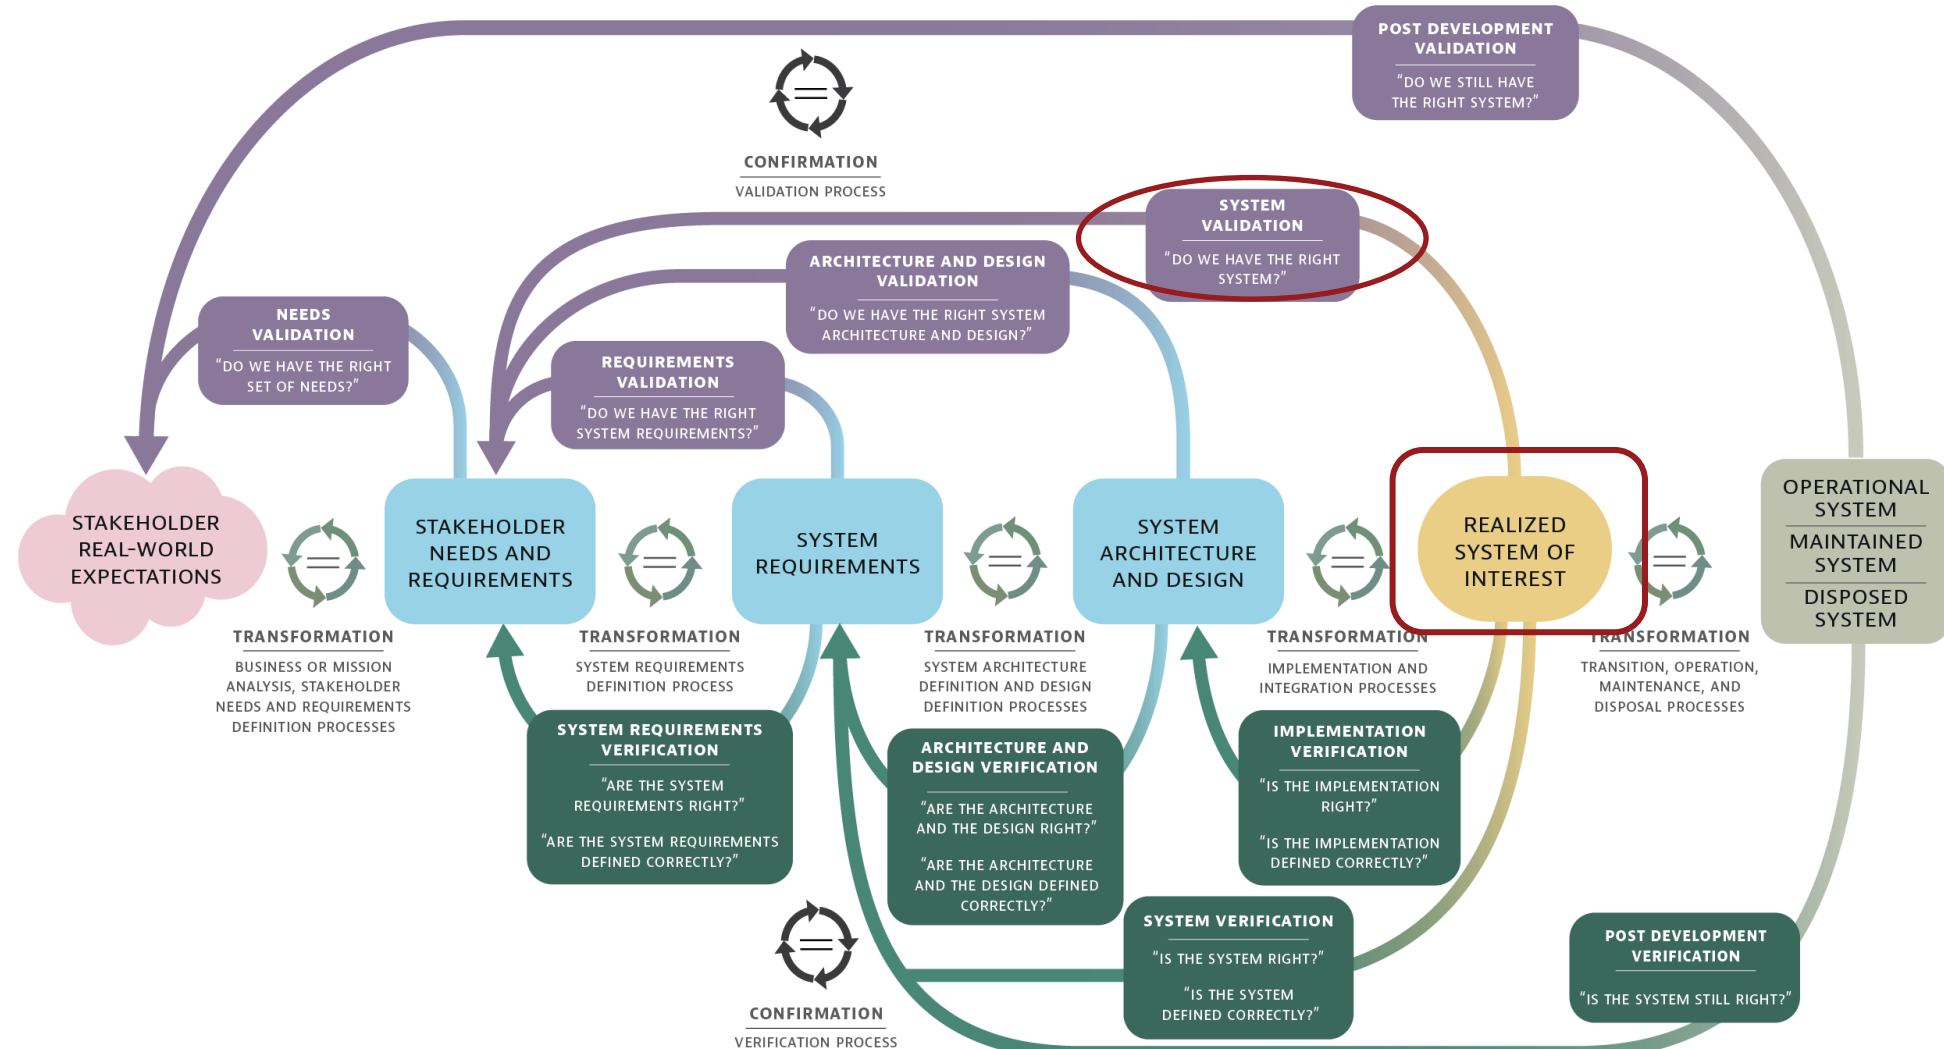 POST DEVELOPMENT
VALIDATION
"DO WE STILL HAVE
THE RIGHT SYSTEM?"
CONFIRMATION
VALIDATION PROCESS
SYSTEM
VALIDATION
"DO WE HAVE THE RIGHT
SYSTEM?"
ARCHITECTURE AND DESIGN
VALIDATION
"DO WE HAVE THE RIGHT SYSTEM
ARCHITECTURE AND DESIGN?"
NEEDS
VALIDATION
"DO WE HAVE THE RIGHT
SET OF NEEDS?"
REQUIREMENTS
VALIDATION
"DO WE HAVE THE RIGHT
SYSTEM REQUIREMENTS?"
STAKEHOLDER
REAL-WORLD
EXPECTATIONS
STAKEHOLDER
NEEDS AND
REQUIREMENTS
SYSTEM
REQUIREMENTS
SYSTEM
ARCHITECTURE
AND DESIGN
REALIZED
SYSTEM OF
INTEREST
OPERATIONAL
SYSTEM
MAINTAINED
SYSTEM
DISPOSED
SYSTEM
TRANSFORMATION
BUSINESS OR MISSION
ANALYSIS, STAKEHOLDER
NEEDS AND REQUIREMENTS
DEFINITION PROCESSES
TRANSFORMATION
SYSTEM REQUIREMENTS
DEFINITION PROCESS
TRANSFORMATION
SYSTEM ARCHITECTURE
DEFINITION AND DESIGN
DEFINITION PROCESSES
TRANSFORMATION
IMPLEMENTATION AND
INTEGRATION PROCESSES
TRANSFORMATION
TRANSITION, OPERATION,
MAINTENANCE, AND
DISPOSAL PROCESSES
SYSTEM REQUIREMENTS
VERIFICATION
"ARE THE SYSTEM
REQUIREMENTS RIGHT?"
"ARE THE SYSTEM REQUIREMENTS
DEFINED CORRECTLY?"
ARCHITECTURE AND
DESIGN VERIFICATION
"ARE THE ARCHITECTURE
AND THE DESIGN RIGHT?"
"ARE THE ARCHITECTURE
AND THE DESIGN DEFINED
CORRECTLY?"
IMPLEMENTATION
VERIFICATION
"IS THE IMPLEMENTATION
RIGHT?"
"IS THE IMPLEMENTATION
DEFINED CORRECTLY?"
SYSTEM VERIFICATION
"IS THE SYSTEM RIGHT?"
"IS THE SYSTEM
DEFINED CORRECTLY?"
POST DEVELOPMENT
VERIFICATION
"IS THE SYSTEM STILL RIGHT?"
CONFIRMATION
VERIFICATION PROCESS